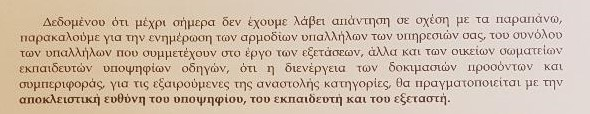 Δεδομένου ότι μέχρι σήμερα δεν έχουμε λάβει απάντηση σε σχέση με τα παραπάνω,
παρακαλούμε για την ενημέρωση των αρμοδίων υπαλλήλων των υπηρεσιών σας, του συνόλου
των υπαλλήλων που συμμετέχουν στο έργο των εξετάσεων, άλλα και των οικείων σωματείων
εκπαιδευτών υποψηφίων οδηγών, ότι η διενέργεια των δοκιμασιών προσόντων και
συμπεριφοράς, για τις εξαιρούμενες της αναστολής κατηγορίες, θα πραγματοποιείται με την
αποκλειστική ευθύνη του υποψηφίου, του εκπαιδευτή και του εξεταστή.